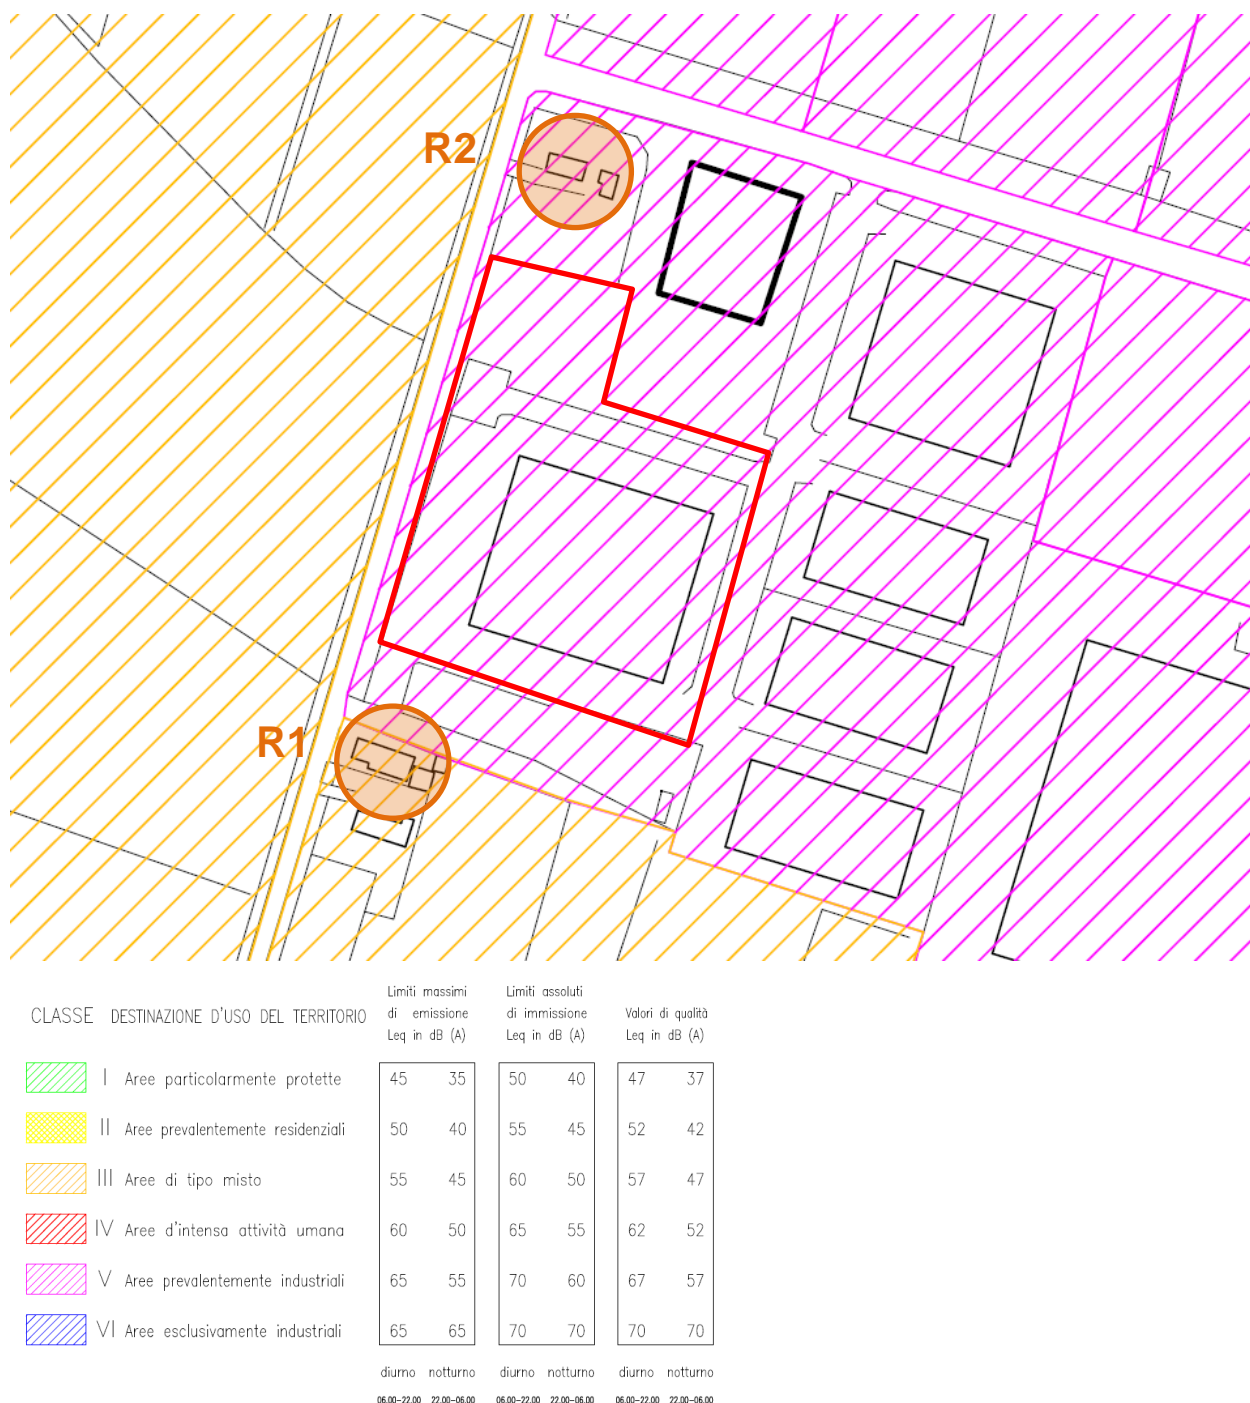 R2
R1
CLASSE DESTINAZIONE D'USO DEL TERRITORIO
Limiti massimi
di emissione
Leq in dB (A)
Limiti assoluti
di immissione
Leq in dB (A)
Valori di qualità
Leq in dB (A)
I Aree particolarmente protette 45 35 50 40 47 37
II Aree prevalentemente residenziali 50 40 55 45 52 42
III Aree di tipo misto 55 45 60 50 57 47
IV Aree d'intensa attività umana 60 50 65 55 62 52
V Aree prevalentemente industriali 65 55 70 60 67 57
VI Aree esclusivamente industriali 65 65 70 70 70 70
diurno notturno diurno notturno diurno notturno
06.00-22.00 22.00-06.00 06.00-22.00 22.00-06.00 06.00-22.00 22.00-06.00